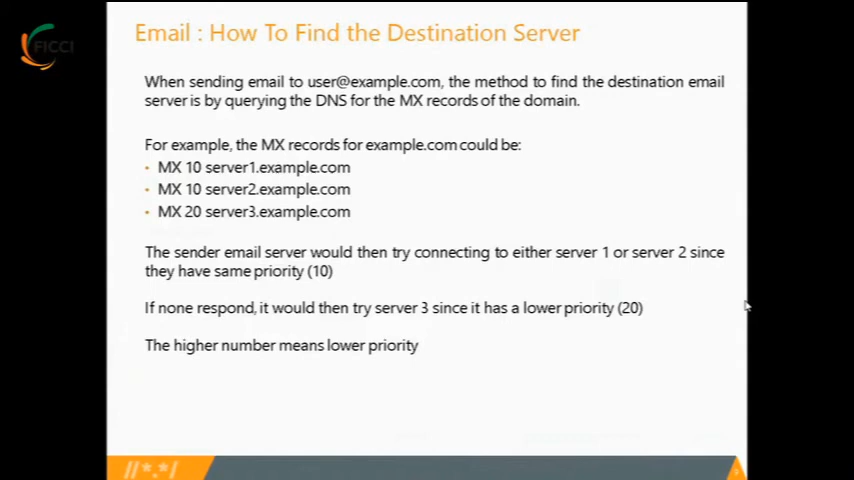 FICCI
Email : How To Find the Destination Server
When sending email to user@example.com, the method to find the destination email
server is by querying the DNS for the MX records of the domain.
For example, the MX records for example.com could be:
• MX 10 server1.example.com
• MX 10 server2.example.com
• MX 20 server3.example.com
The sender email server would then try connecting to either server 1 or server 2 since
they have same priority (10)
If none respond, it would then try server 3 since it has a lower priority (20)
The higher number means lower priority
//*.*/